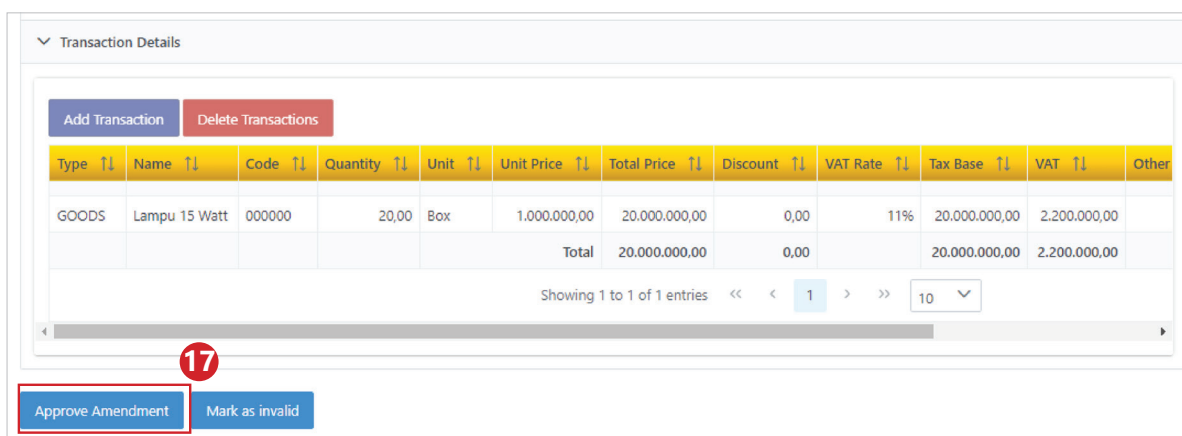 Transaction Details
Add Transaction Delete Transactions
Type Name Code Quantity Unit Unit Price Total Price Discount VAT Rate Tax Base VAT Other
GOODS Lampu 15 Watt 000000 20,00 Box 1.000.000,00 20.000.000,00 0,00 11% 20.000.000,00 2.200.000,00
Total 20.000.000,00 0,00 20.000.000,00 2.200.000,00
Showing 1 to 1 of 1 entries << < 1 > >> 10
17
Approve Amendment Mark as invalid